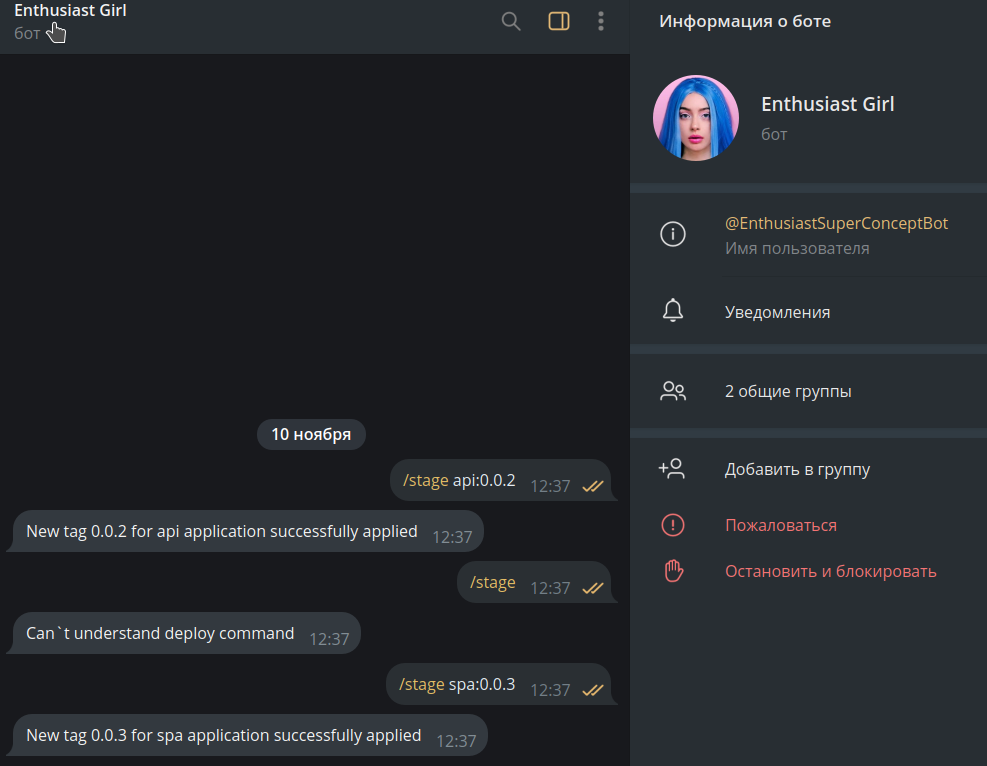 Enthusiast Girl
бот
10 ноября
/stage api:0.0.2 12:37
New tag 0.0.2 for api application successfully applied 12:37
/stage 12:37
Can`t understand deploy command 12:37
/stage spa:0.0.3 12:37
New tag 0.0.3 for spa application successfully applied 12:37
Информация о боте
Enthusiast Girl
бот
@EnthusiastSuperConceptBot
Имя пользователя
Уведомления
2 общие группы
Добавить в группу
Пожаловаться
Остановить и блокировать